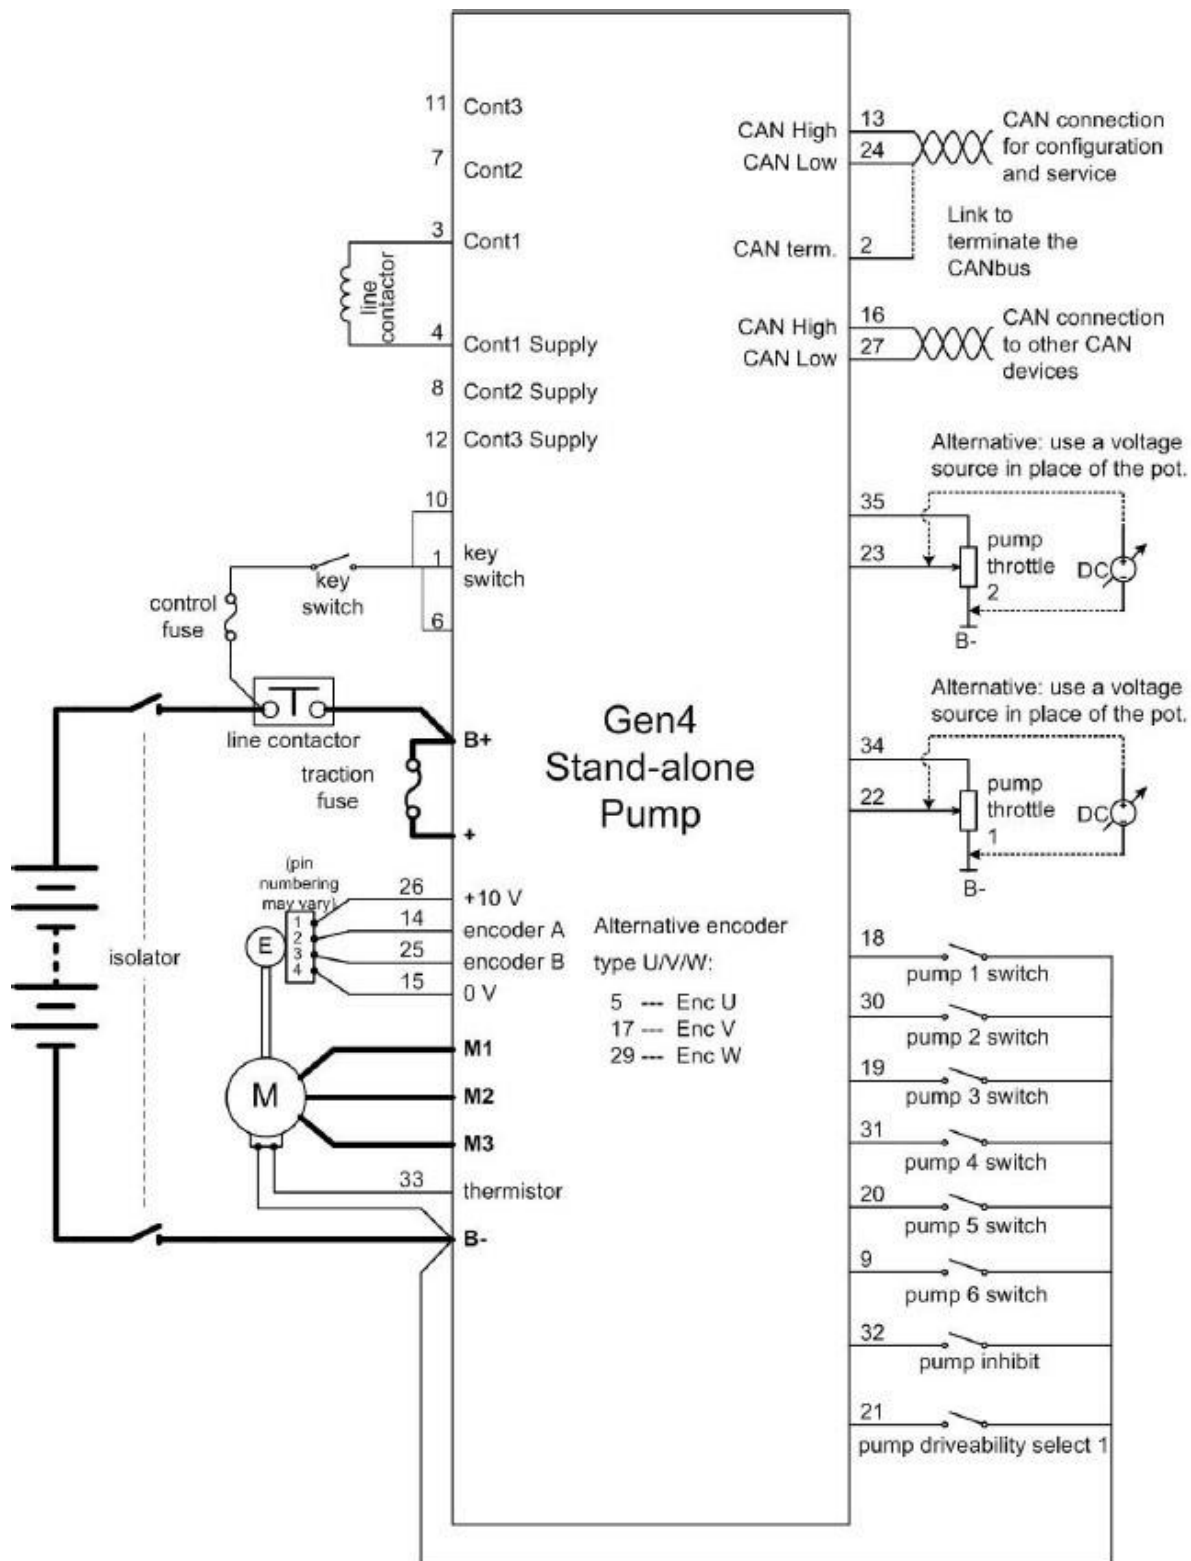 11
Cont3
7
Cont2
3
Cont1
line
contactor
4
Cont1 Supply
8
Cont2 Supply
12
Cont3 Supply
10
1
key
switch
key
switch
control
fuse
6
line contactor
B+
traction
fuse
+
(pin
numbering
may vary)
1
2
3
4
E
26
+10 V
14
encoder A
25
encoder B
15
0 V
isolator
M
M1
M2
M3
33
thermistor
B-
Gen4
Stand-alone
Pump
Alternative encoder
type U/V/W:
5 --- Enc U
17 --- Enc V
29 --- Enc W
CAN High
13
CAN Low
24
CAN connection
for configuration
and service
CAN term.
2
Link to
terminate the
CANbus
CAN High
16
CAN Low
27
CAN connection
to other CAN
devices
Alternative: use a voltage
source in place of the pot.
35
23
pump
throttle
2
DC
B-
Alternative: use a voltage
source in place of the pot.
34
22
pump
throttle
1
DC
B-
18
pump 1 switch
30
pump 2 switch
19
pump 3 switch
31
pump 4 switch
20
pump 5 switch
9
pump 6 switch
32
pump inhibit
21
pump driveability select 1